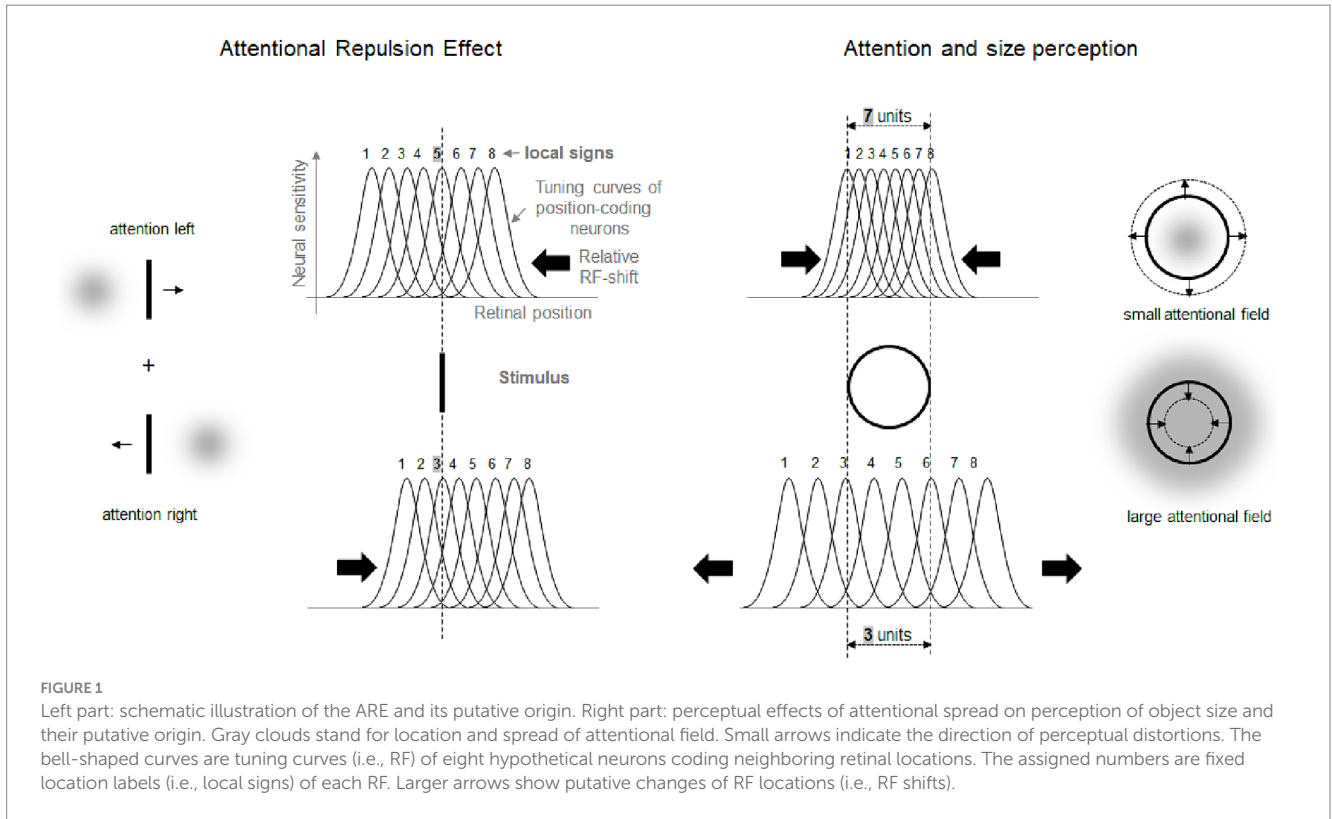 Attentional Repulsion Effect
Attention and size perception
7 units
1 2 3 4 5 6 7 8
local signs
1 2 3 4 5 6 7 8
Neural sensitivity
Tuning curves of
position-coding
neurons
attention left
Relative
RF-shift
Retinal position
small attentional field
+
Stimulus
1 2 3 4 5 6 7 8
1 2 3 4 5 6 7 8
attention right
large attentional field
3 units
FIGURE 1
Left part: schematic illustration of the ARE and its putative origin. Right part: perceptual effects of attentional spread on perception of object size and
their putative origin. Gray clouds stand for location and spread of attentional field. Small arrows indicate the direction of perceptual distortions. The
bell-shaped curves are tuning curves (i.e., RF) of eight hypothetical neurons coding neighboring retinal locations. The assigned numbers are fixed
location labels (i.e., local signs) of each RF. Larger arrows show putative changes of RF locations (i.e., RF shifts).